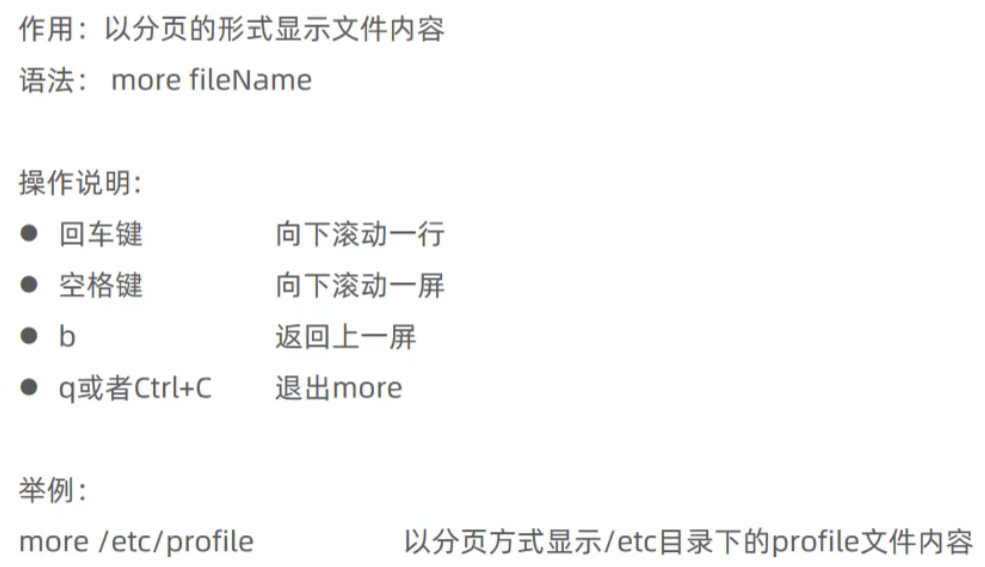 作用：以分页的形式显示文件内容
语法： more fileName
操作说明：
● 回车键 向下滚动一行
● 空格键 向下滚动一屏
● b 返回上一屏
● q或者Ctrl+C 退出more
举例：
more /etc/profile 以分页方式显示/etc目录下的profile文件内容